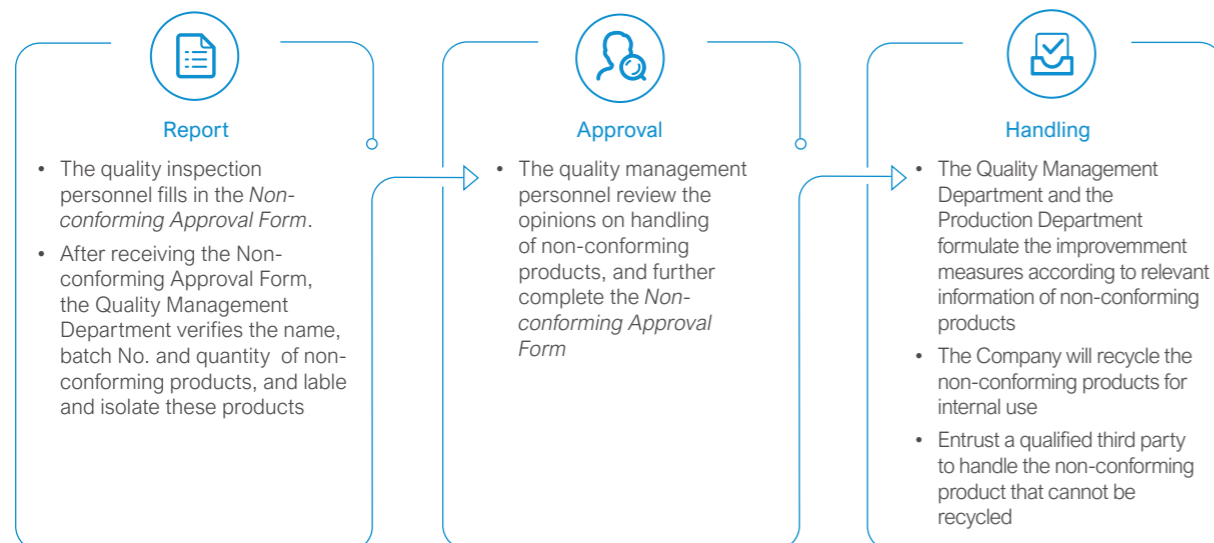 Report
• The quality inspection
personnel fills in the Non-
conforming Approval Form.
• After receiving the Non-
conforming Approval Form,
the Quality Management
Department verifies the name,
batch No. and quantity  of non-
conforming products, and lable
and isolate these products
Approval
• The quality management
personnel review the
opinions on handling
of non-conforming
products, and further
complete the Non-
conforming Approval
Form
Handling
• The Quality Management
Department and the
Production Department
formulate the improvemment
measures according to relevant
information of non-conforming
products
• The Company will recycle the
non-conforming products for
internal use
• Entrust a qualified third party
to handle the non-conforming
product that cannot be
recycled